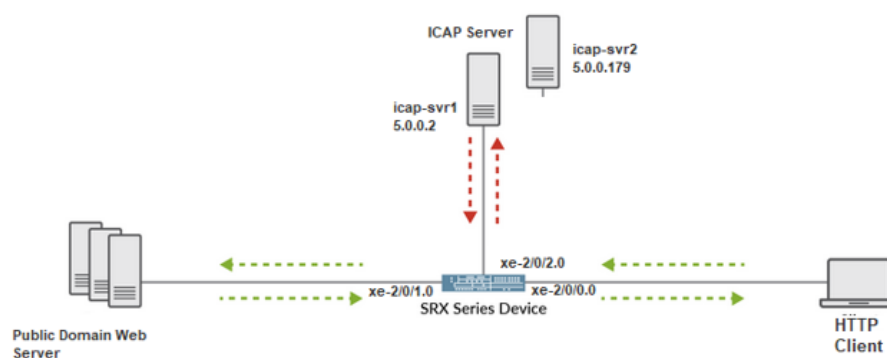 ICAP Server
icap-svr2
5.0.0.179
icap-svr1
5.0.0.2
xe-2/0/2.0
xe-2/0/1.0
xe-2/0/0.0
SRX Series Device
Public Domain Web
Server
HTTP
Client